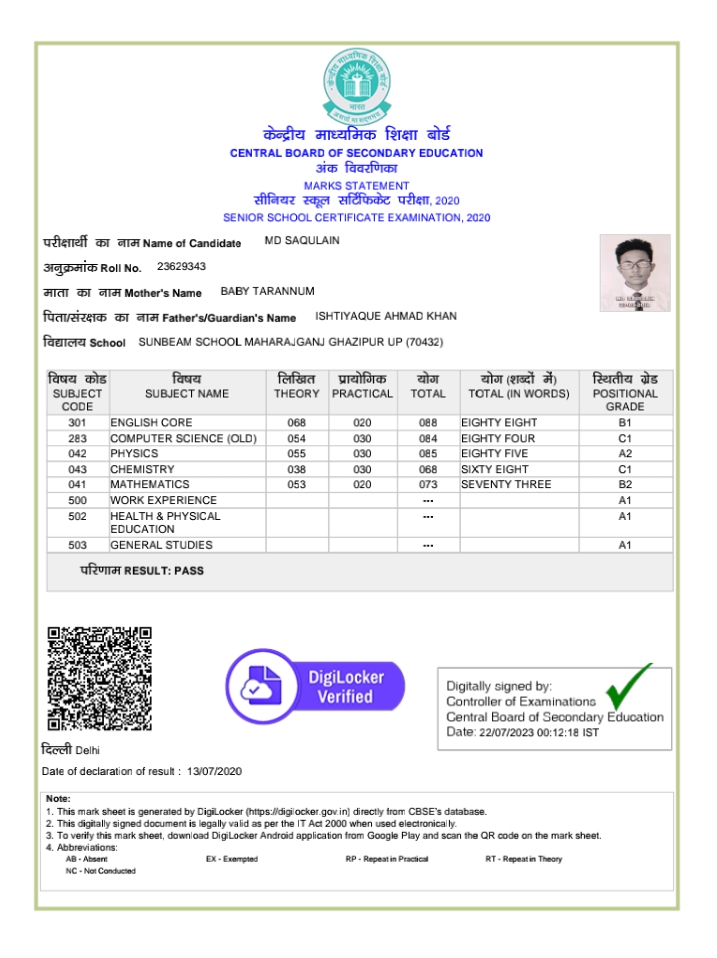 केन्द्रीय माध्यमिक शिक्षा बोर्ड
भारत
असतो मा सद्गमय
केन्द्रीय माध्यमिक शिक्षा बोर्ड
CENTRAL BOARD OF SECONDARY EDUCATION
अंक विवरणिका
MARKS STATEMENT
सीनियर स्कूल सर्टिफिकेट परीक्षा, 2020
SENIOR SCHOOL CERTIFICATE EXAMINATION, 2020
परीक्षार्थी का नाम Name of Candidate MD SAQULAIN
अनुक्रमांक Roll No. 23629343
माता का नाम Mother's Name BABY TARANNUM
पिता/संरक्षक का नाम Father's/Guardian's Name ISHTIYAQUE AHMAD KHAN
विद्यालय School SUNBEAM SCHOOL MAHARAJGANJ GHAZIPUR UP (70432)
विषय कोड विषय लिखित प्रायोगिक योग योग (शब्दों में) स्थितीय ग्रेड
SUBJECT CODE SUBJECT NAME THEORY PRACTICAL TOTAL TOTAL (IN WORDS) POSITIONAL GRADE
301 ENGLISH CORE 068 020 088 EIGHTY EIGHT B1
283 COMPUTER SCIENCE (OLD) 054 030 084 EIGHTY FOUR C1
042 PHYSICS 055 030 085 EIGHTY FIVE A2
043 CHEMISTRY 038 030 068 SIXTY EIGHT C1
041 MATHEMATICS 053 020 073 SEVENTY THREE B2
500 WORK EXPERIENCE --- A1
502 HEALTH & PHYSICAL EDUCATION --- A1
503 GENERAL STUDIES --- A1
परिणाम RESULT: PASS
DigiLocker
Verified
Digitally signed by:
Controller of Examinations
Central Board of Secondary Education
Date: 22/07/2023 00:12:18 IST
दिल्ली Delhi
Date of declaration of result : 13/07/2020
Note:
1. This mark sheet is generated by DigiLocker (https://digilocker.gov.in) directly from CBSE's database.
2. This digitally signed document is legally valid as per the IT Act 2000 when used electronically.
3. To verify this mark sheet, download DigiLocker Android application from Google Play and scan the QR code on the mark sheet.
4. Abbreviations:
AB - Absent EX - Exempted RP - Repeat in Practical RT - Repeat in Theory
NC - Not Conducted